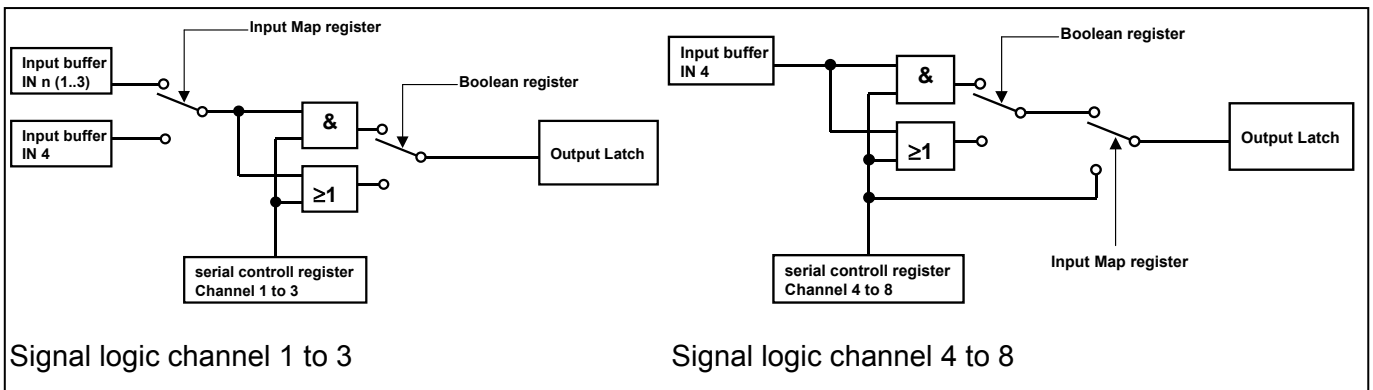 Input Map register
Input buffer
IN n (1..3)
Boolean register
Input buffer
IN 4
&
≥1
Output Latch
serial controll register
Channel 1 to 3
Signal logic channel 1 to 3
Boolean register
Input buffer
IN 4
&
≥1
Output Latch
Input Map register
serial controll register
Channel 4 to 8
Signal logic channel 4 to 8